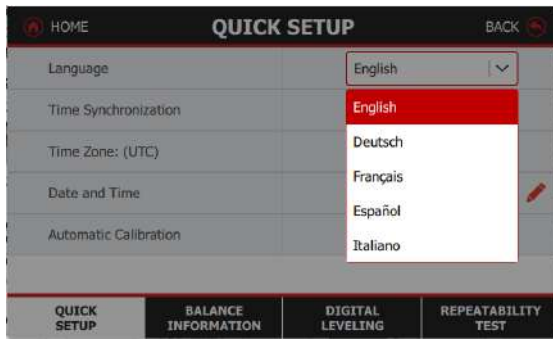 HOME
QUICK SETUP
BACK
Language
English
Time Synchronization
English
Time Zone: (UTC)
Deutsch
Français
Date and Time
Español
Automatic Calibration
Italiano
QUICK
SETUP
BALANCE
INFORMATION
DIGITAL
LEVELING
REPEATABILITY
TEST